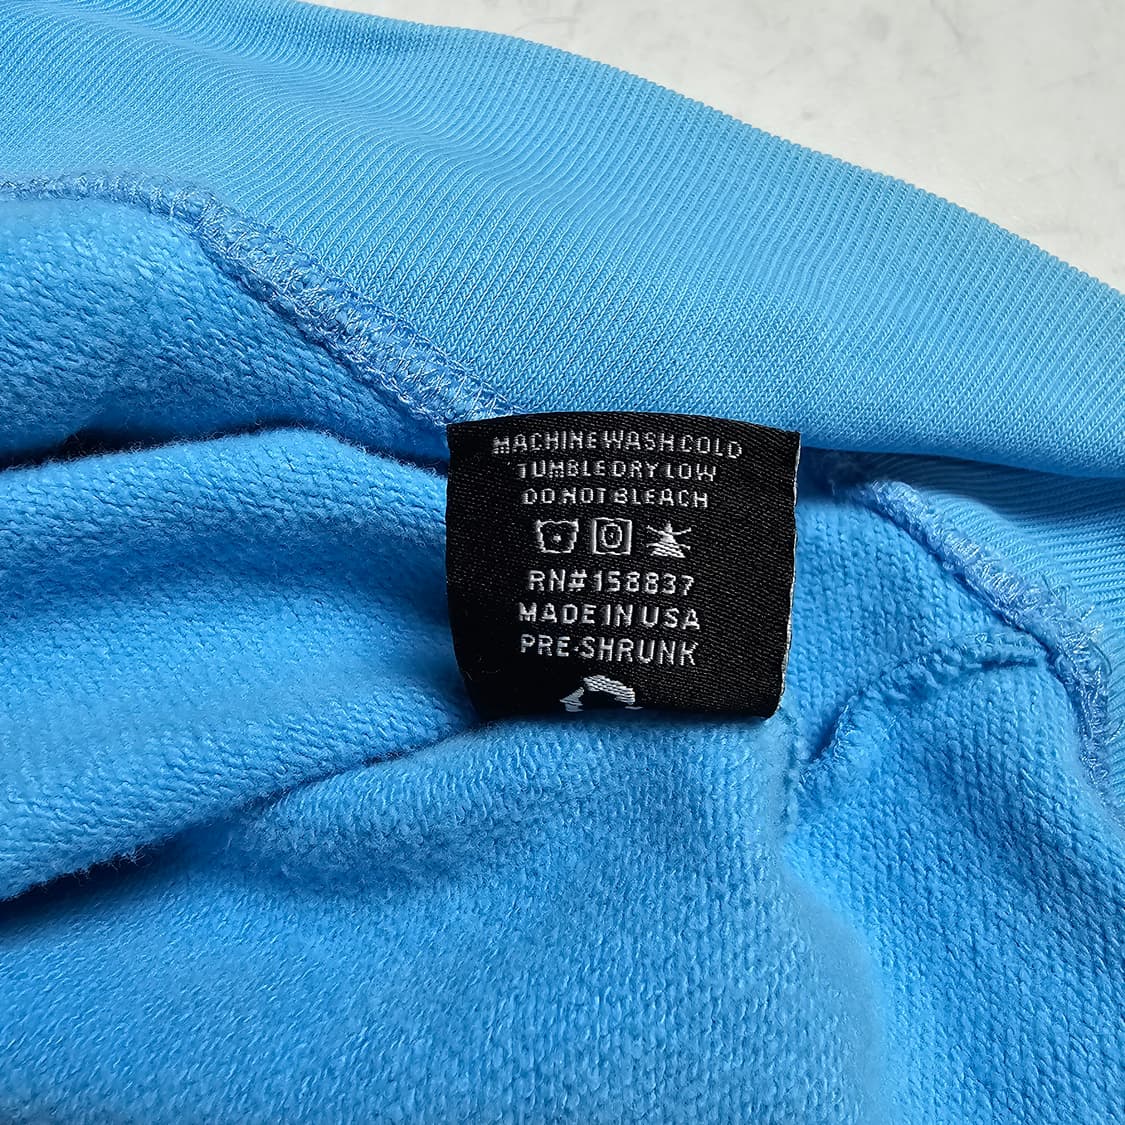 MACHINE WASH COLD
TUMBLE DRY LOW
DO NOT BLEACH
RN#158837
MADE IN USA
PRE-SHRUNK